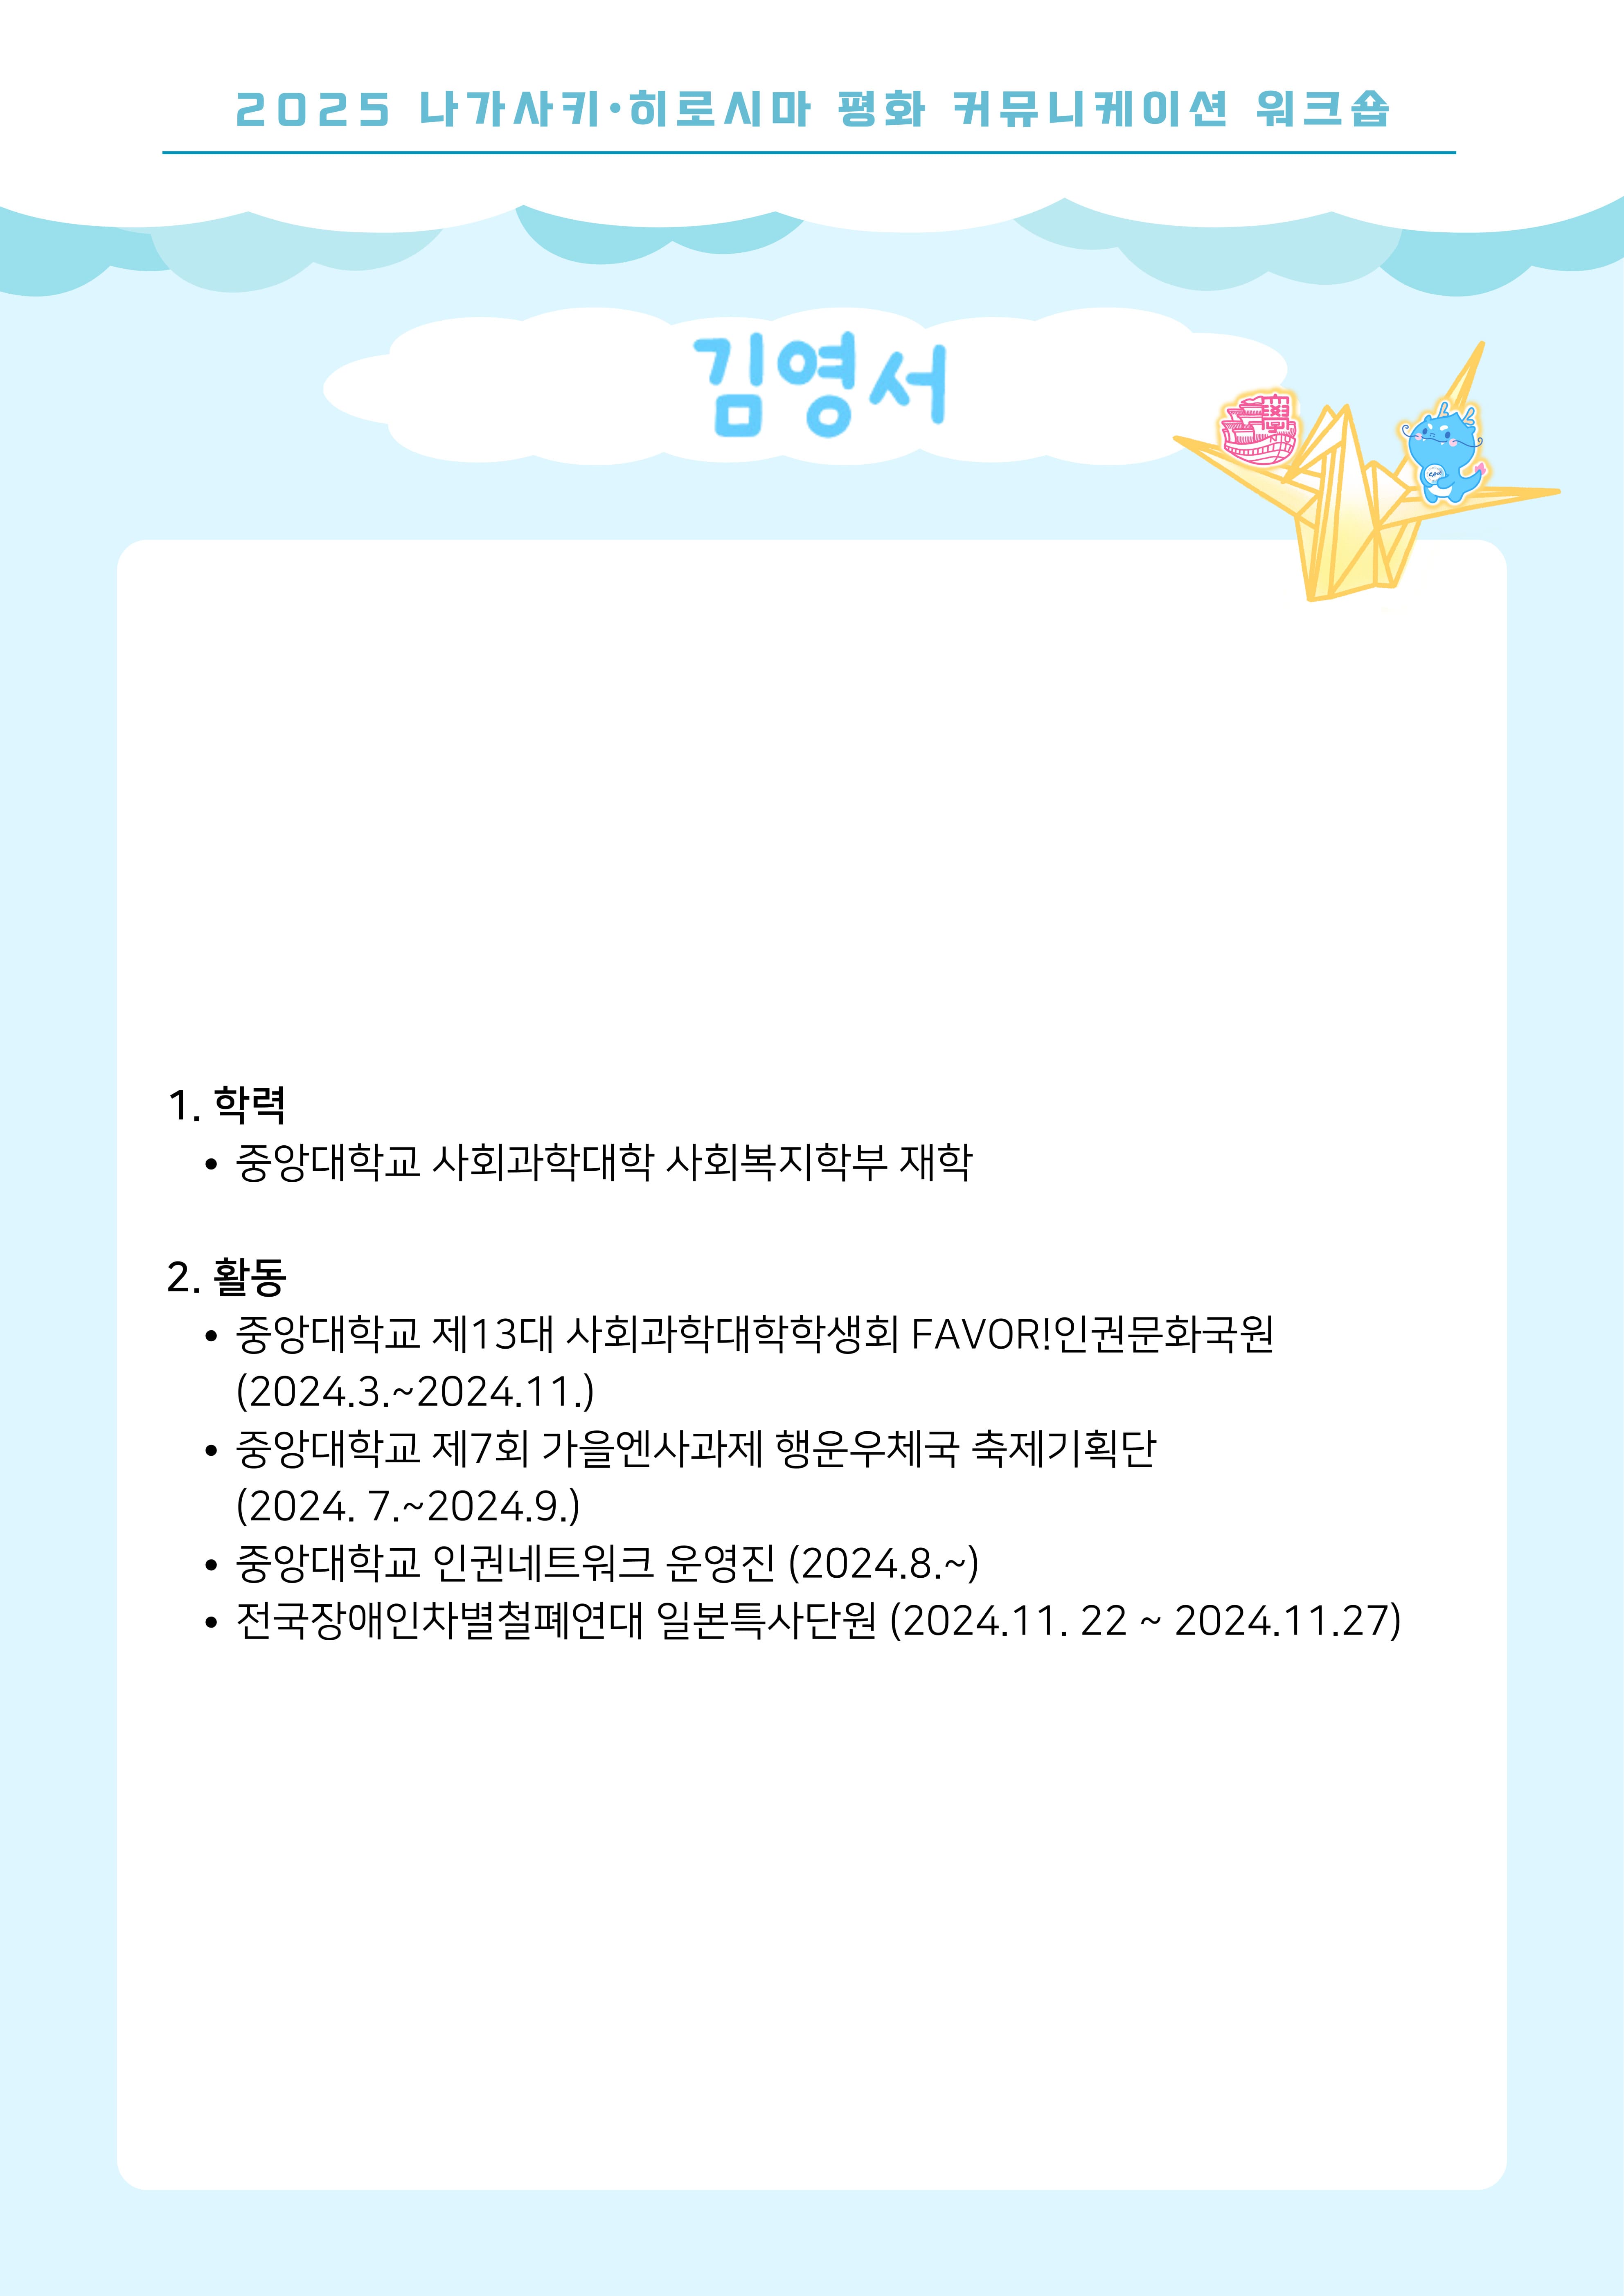 2025 나가사키·히로시마 평화 커뮤니케이션 워크숍
김영서
1. 학력
• 중앙대학교 사회과학대학 사회복지학부 재학
2. 활동
• 중앙대학교 제13대 사회과학대학학생회 FAVOR!인권문화국원
(2024.3.~2024.11.)
• 중앙대학교 제7회 가을엔사과제 행운우체국 축제기획단
(2024. 7.~2024.9.)
• 중앙대학교 인권네트워크 운영진 (2024.8.~)
• 전국장애인차별철폐연대 일본특사단원 (2024.11. 22 ~ 2024.11.27)